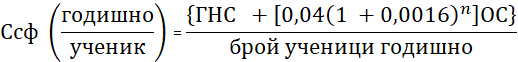 Ссф (годишно/ученик) = {ГНС + [0,04(1 + 0,0016)ⁿ]ОС}/брой ученици годишно